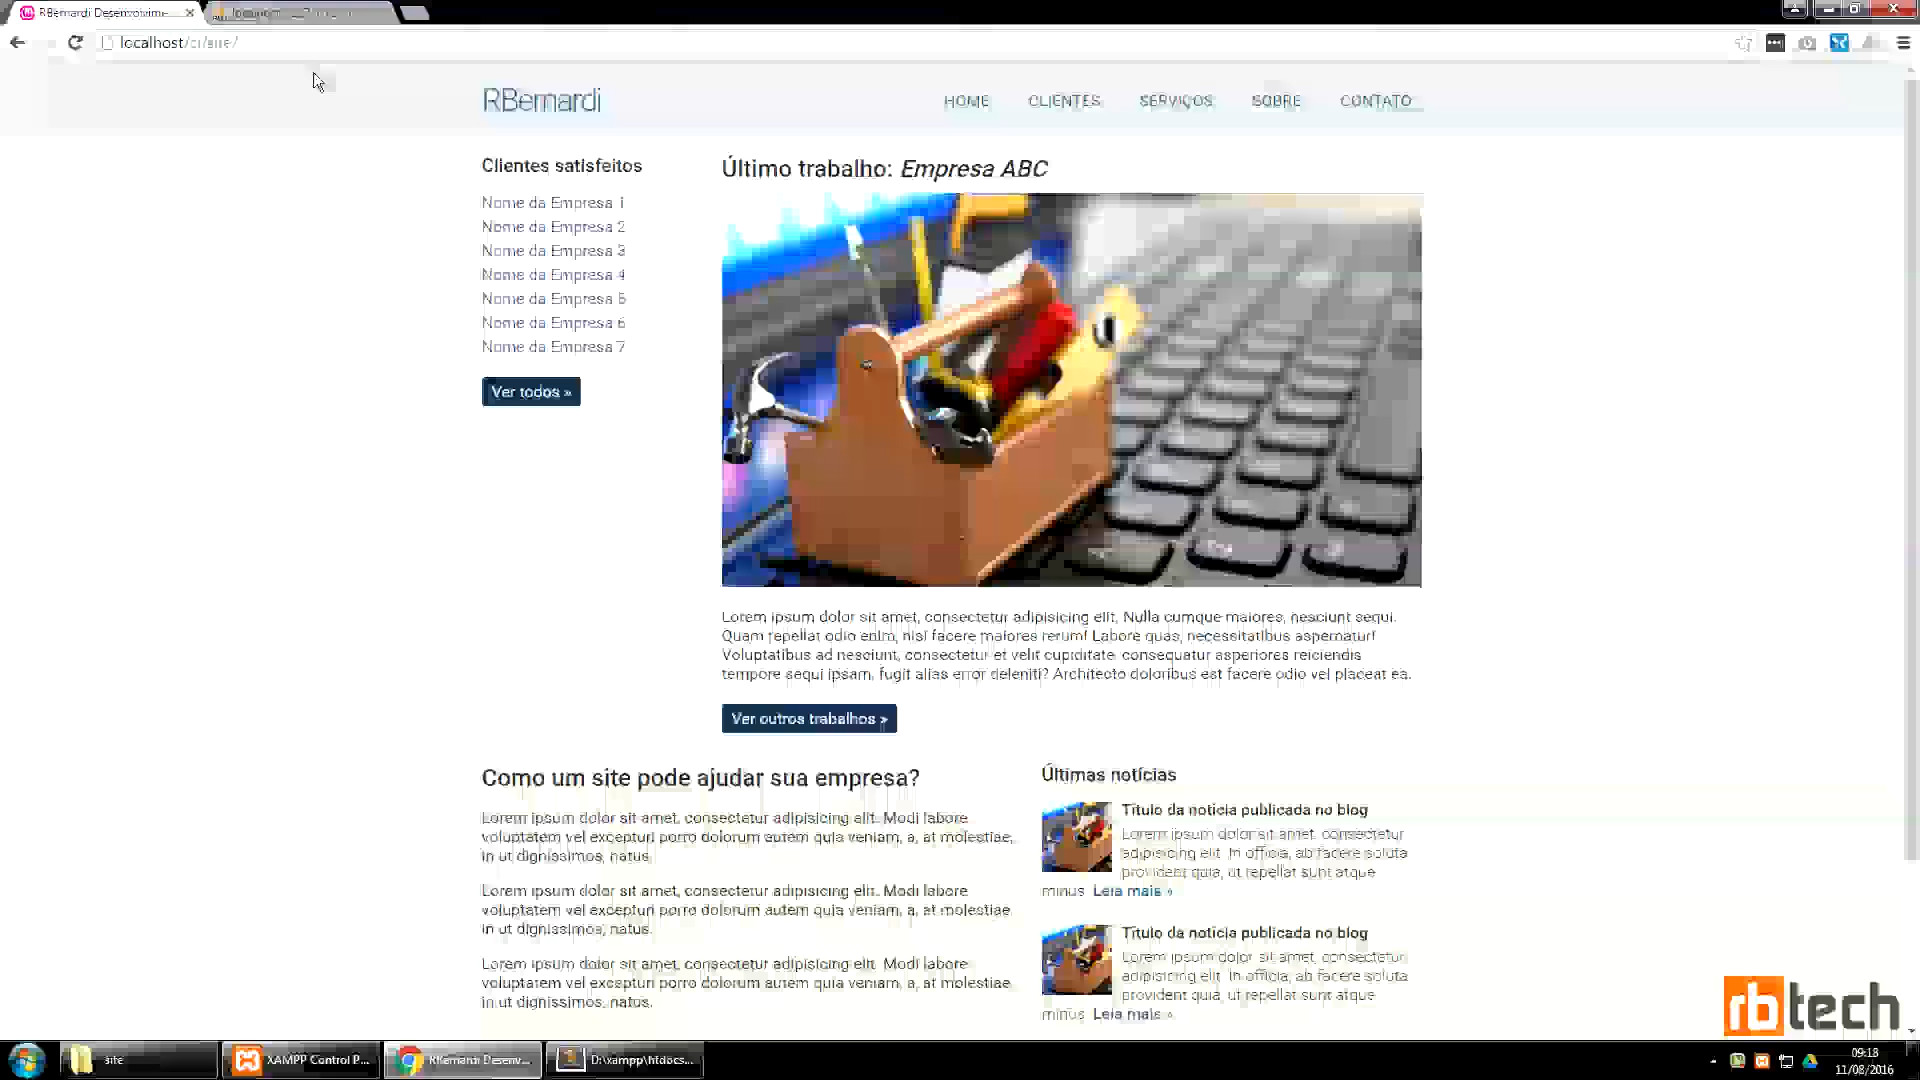 RBernardi Desenvolvime...
localhost/ci/site/
RBernardi
HOME CLIENTES SERVIÇOS SOBRE CONTATO
Clientes satisfeitos
Nome da Empresa 1
Nome da Empresa 2
Nome da Empresa 3
Nome da Empresa 4
Nome da Empresa 5
Nome da Empresa 6
Nome da Empresa 7
Ver todos »
Último trabalho: Empresa ABC
Lorem ipsum dolor sit amet, consectetur adipisicing elit. Nulla cumque maiores, nesciunt sequi.
Quam repellat odio enim, nisi facere maiores rerum! Labore quas, necessitatibus aspernatur!
Voluptatibus ad nesciunt, consectetur et velit cupiditate, consequatur asperiores reiciendis
tempore sequi ipsam, fugit alias error deleniti? Architecto doloribus est facere odio vel placeat ea.
Ver outros trabalhos »
Como um site pode ajudar sua empresa?
Lorem ipsum dolor sit amet, consectetur adipisicing elit. Modi labore
voluptatem vel excepturi porro dolorum autem quia veniam, a, at molestiae,
in ut dignissimos, natus.
Lorem ipsum dolor sit amet, consectetur adipisicing elit. Modi labore
voluptatem vel excepturi porro dolorum autem quia veniam, a, at molestiae
in ut dignissimos, natus.
Lorem ipsum dolor sit amet, consectetur adipisicing elit. Modi labore
voluptatem vel excepturi porro dolorum autem quia veniam, a, at molestiae,
in ut dignissimos, natus.
Últimas notícias
Título da notícia publicada no blog
Lorem ipsum dolor sit amet, consectetur
adipisicing elit. In officia, ab facere soluta
provident quia, ut repellat sunt atque
minus Leia mais »
Título da notícia publicada no blog
Lorem ipsum dolor sit amet, consectetur
adipisicing elit. In officia, ab facere soluta
provident quia, ut repellat sunt atque
minus Leia mais »
rbtech
site
XAMPP Control P...
RBernardi Desenv...
D:\xampp\htdocs...
09:18
11/08/2016